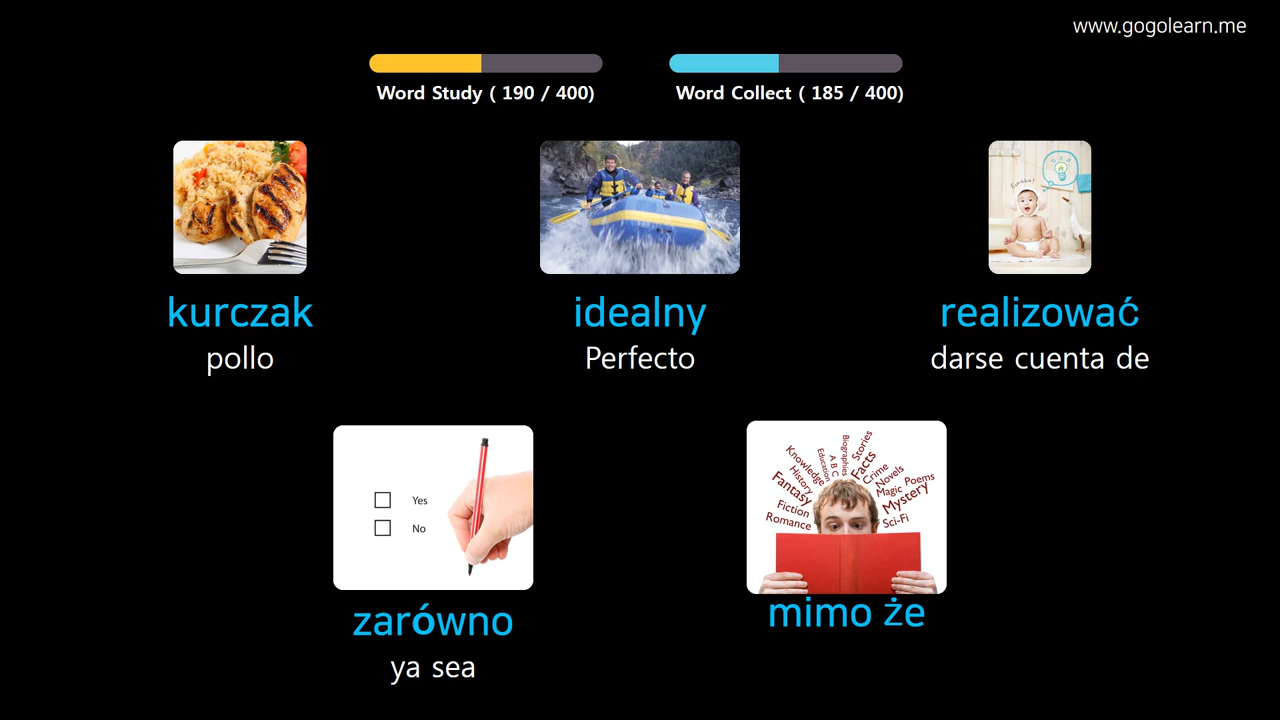 www.gogolearn.me
Word Study ( 190 / 400)
Word Collect ( 185 / 400)
Eureka!
kurczak
pollo
idealny
Perfecto
realizować
darse cuenta de
Yes
No
zarówno
ya sea
Knowledge
History
Fantasy
Fiction
Romance
Education
A B C
Biographies
Stories
Facts
Crime
Novels
Magic
Poems
Mystery
Sci-Fi
mimo że